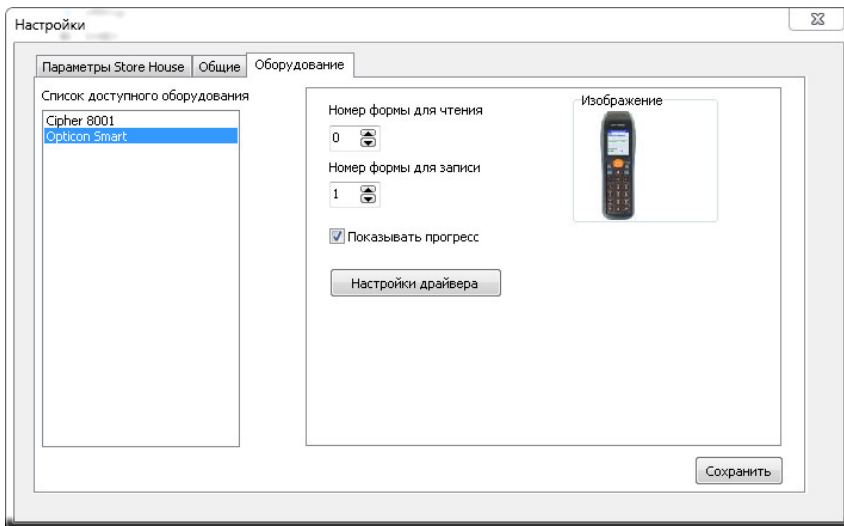 Настройки
Параметры Store House Общие Оборудование
Список доступного оборудования
Cipher 8001
Opticon Smart
Номер формы для чтения
0
Номер формы для записи
1
Показывать прогресс
Настройки драйвера
Изображение
Сохранить